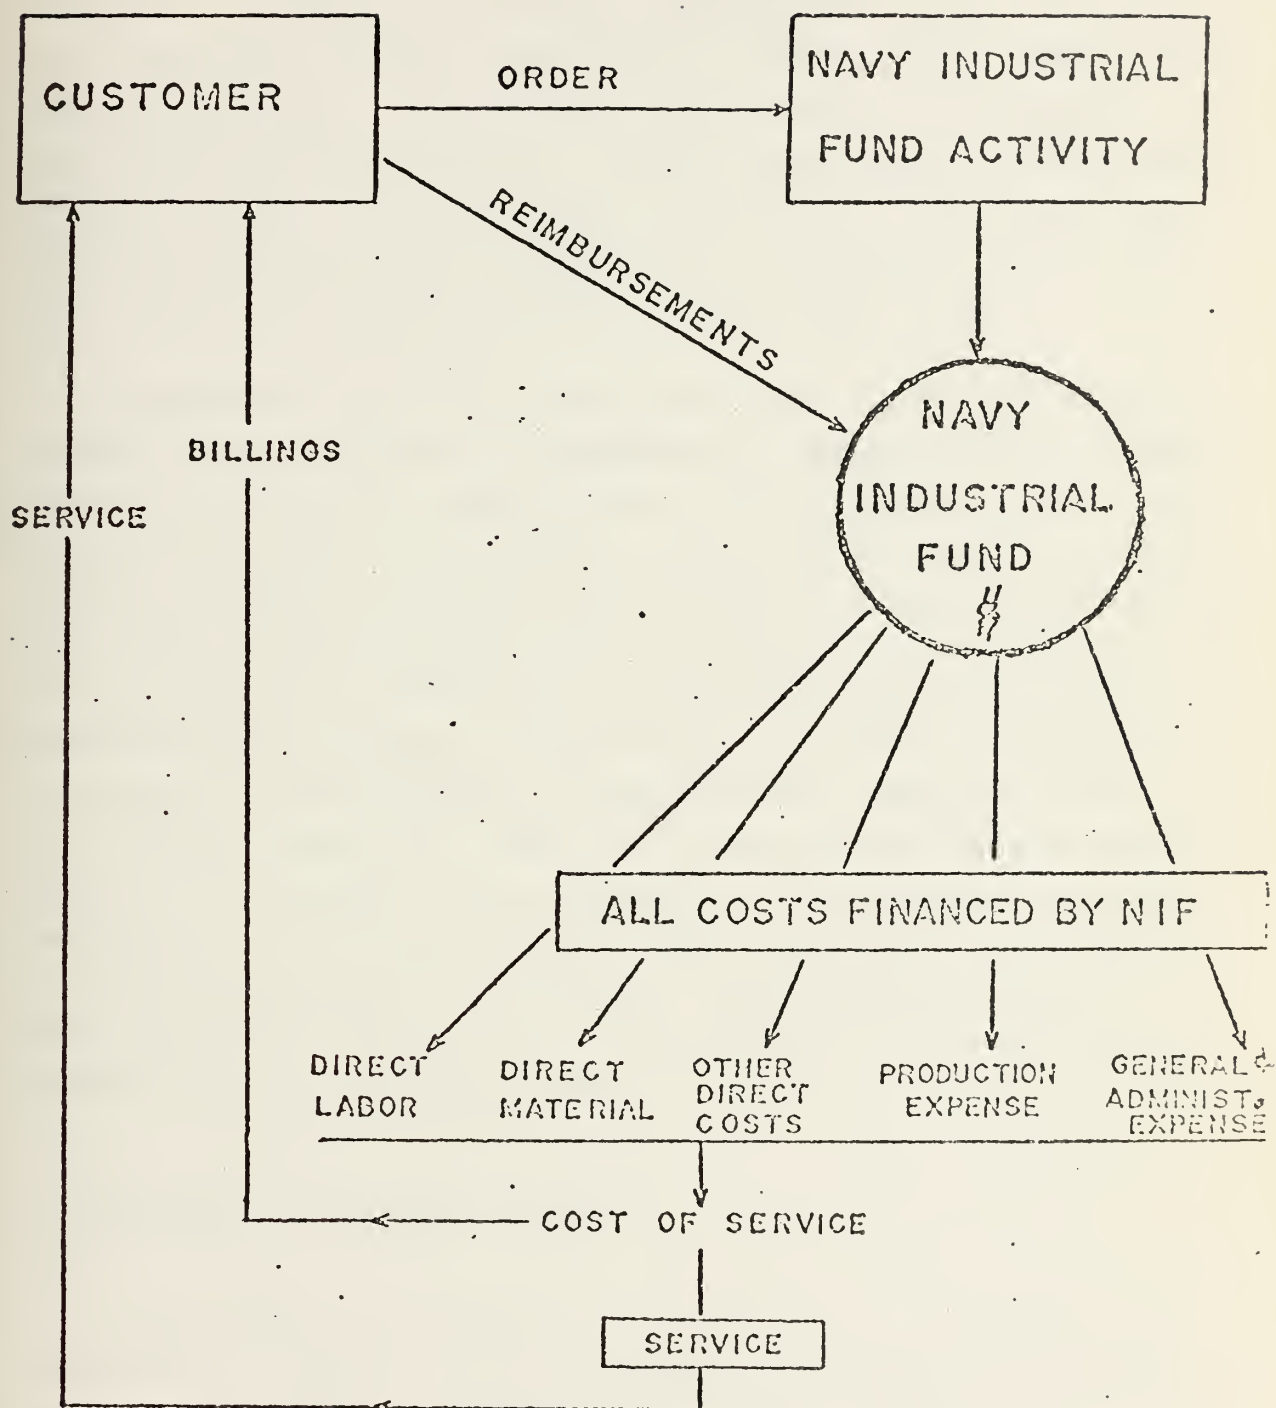 CUSTOMER
ORDER
NAVY INDUSTRIAL
FUND ACTIVITY
REIMBURSEMENTS
BILLINGS
SERVICE
NAVY
INDUSTRIAL
FUND
ALL COSTS FINANCED BY NIF
DIRECT
LABOR
DIRECT
MATERIAL
OTHER
DIRECT
COSTS
PRODUCTION
EXPENSE
GENERAL &
ADMINIST.
EXPENSE
COST OF SERVICE
SERVICE